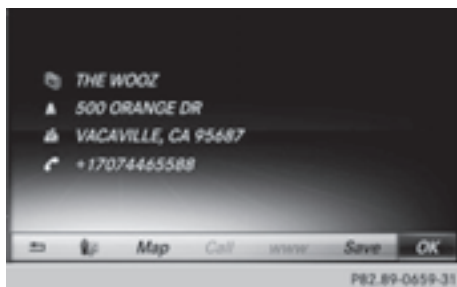 THE WOOZ
500 ORANGE DR
VACAVILLE, CA 95687
+17074465588
Map Call www Save OK
P82.89-0659-31